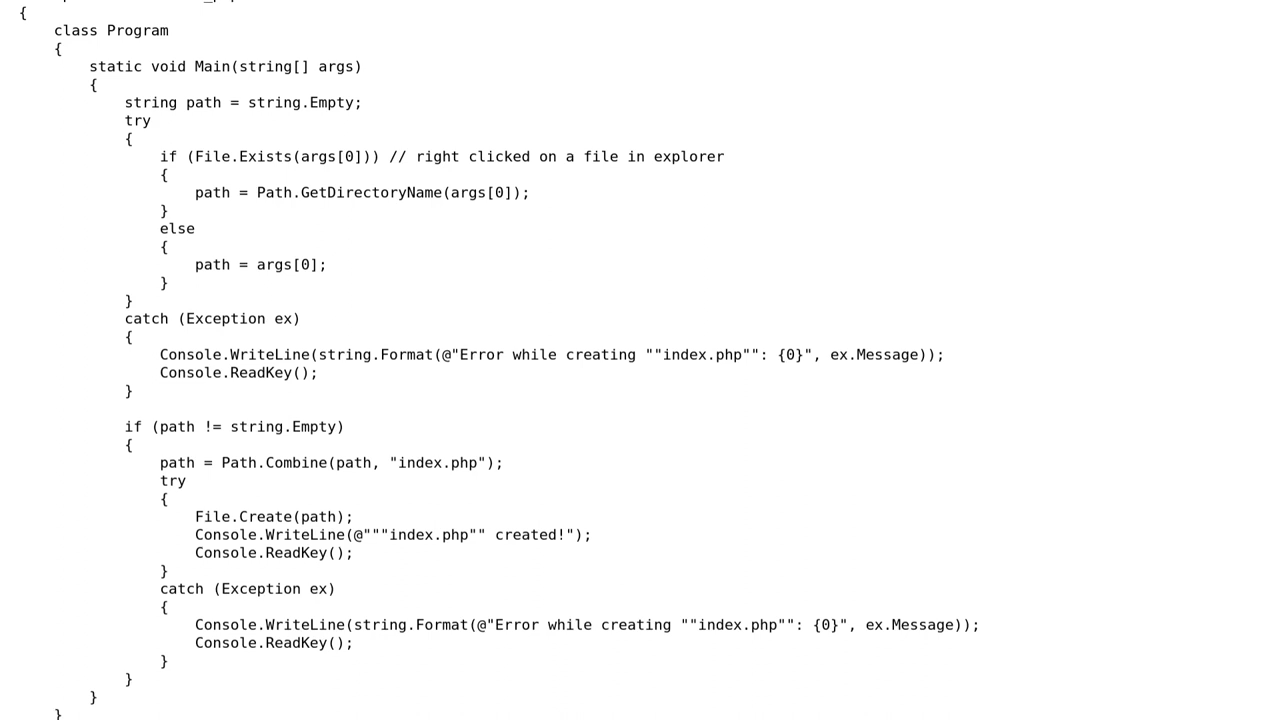 {
    class Program
    {
        static void Main(string[] args)
        {
            string path = string.Empty;
            try
            {
                if (File.Exists(args[0])) // right clicked on a file in explorer
                {
                    path = Path.GetDirectoryName(args[0]);
                }
                else
                {
                    path = args[0];
                }
            }
            catch (Exception ex)
            {
                Console.WriteLine(string.Format(@"Error while creating ""index.php"": {0}", ex.Message));
                Console.ReadKey();
            }

            if (path != string.Empty)
            {
                path = Path.Combine(path, "index.php");
                try
                {
                    File.Create(path);
                    Console.WriteLine(@"""index.php"" created!");
                    Console.ReadKey();
                }
                catch (Exception ex)
                {
                    Console.WriteLine(string.Format(@"Error while creating ""index.php"": {0}", ex.Message));
                    Console.ReadKey();
                }
            }
        }
    }